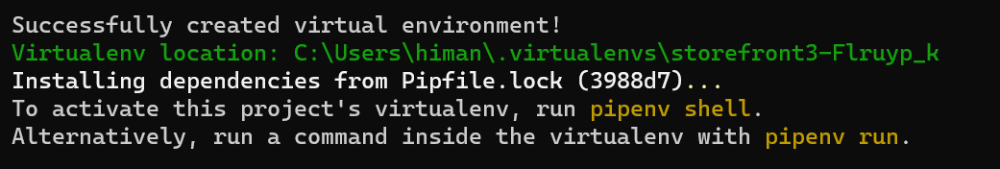 Successfully created virtual environment!
Virtualenv location: C:\Users\himan\.virtualenvs\storefront3-Flruyp_k
Installing dependencies from Pipfile.lock (3988d7)...
To activate this project's virtualenv, run pipenv shell.
Alternatively, run a command inside the virtualenv with pipenv run.